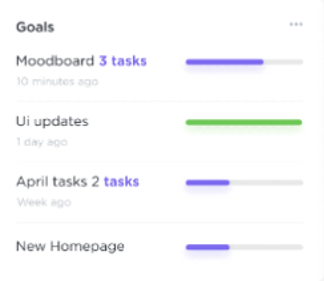 Goals
Moodboard 3 tasks
10 minutes ago
Ui updates
1 day ago
April tasks 2 tasks
Week ago
New Homepage